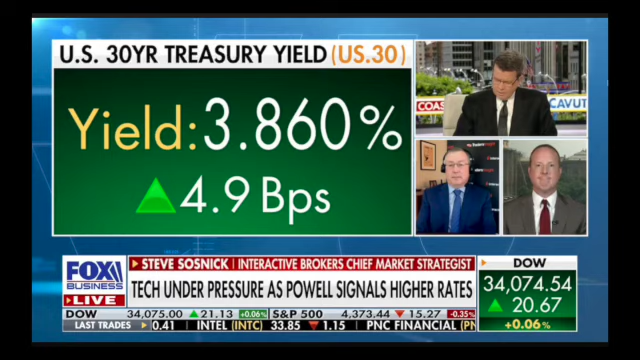 U.S. 30YR TREASURY YIELD (US.30)
Yield: 3.860%
▲ 4.9 Bps
COAS
CAVUT
FOX
BUSINESS
LIVE
STEVE SOSNICK | INTERACTIVE BROKERS CHIEF MARKET STRATEGIST
TECH UNDER PRESSURE AS POWELL SIGNALS HIGHER RATES
DOW
34,074.54
▲ 20.67
+0.06%
DOW 34,075.00 ▲ 21.13 +0.06% S&P 500 4,373.44 ▼ 15.27 -0.35%
LAST TRADES 0.41 INTEL (INTC) 33.85 ▼ 1.15 PNC FINANCIAL (PN